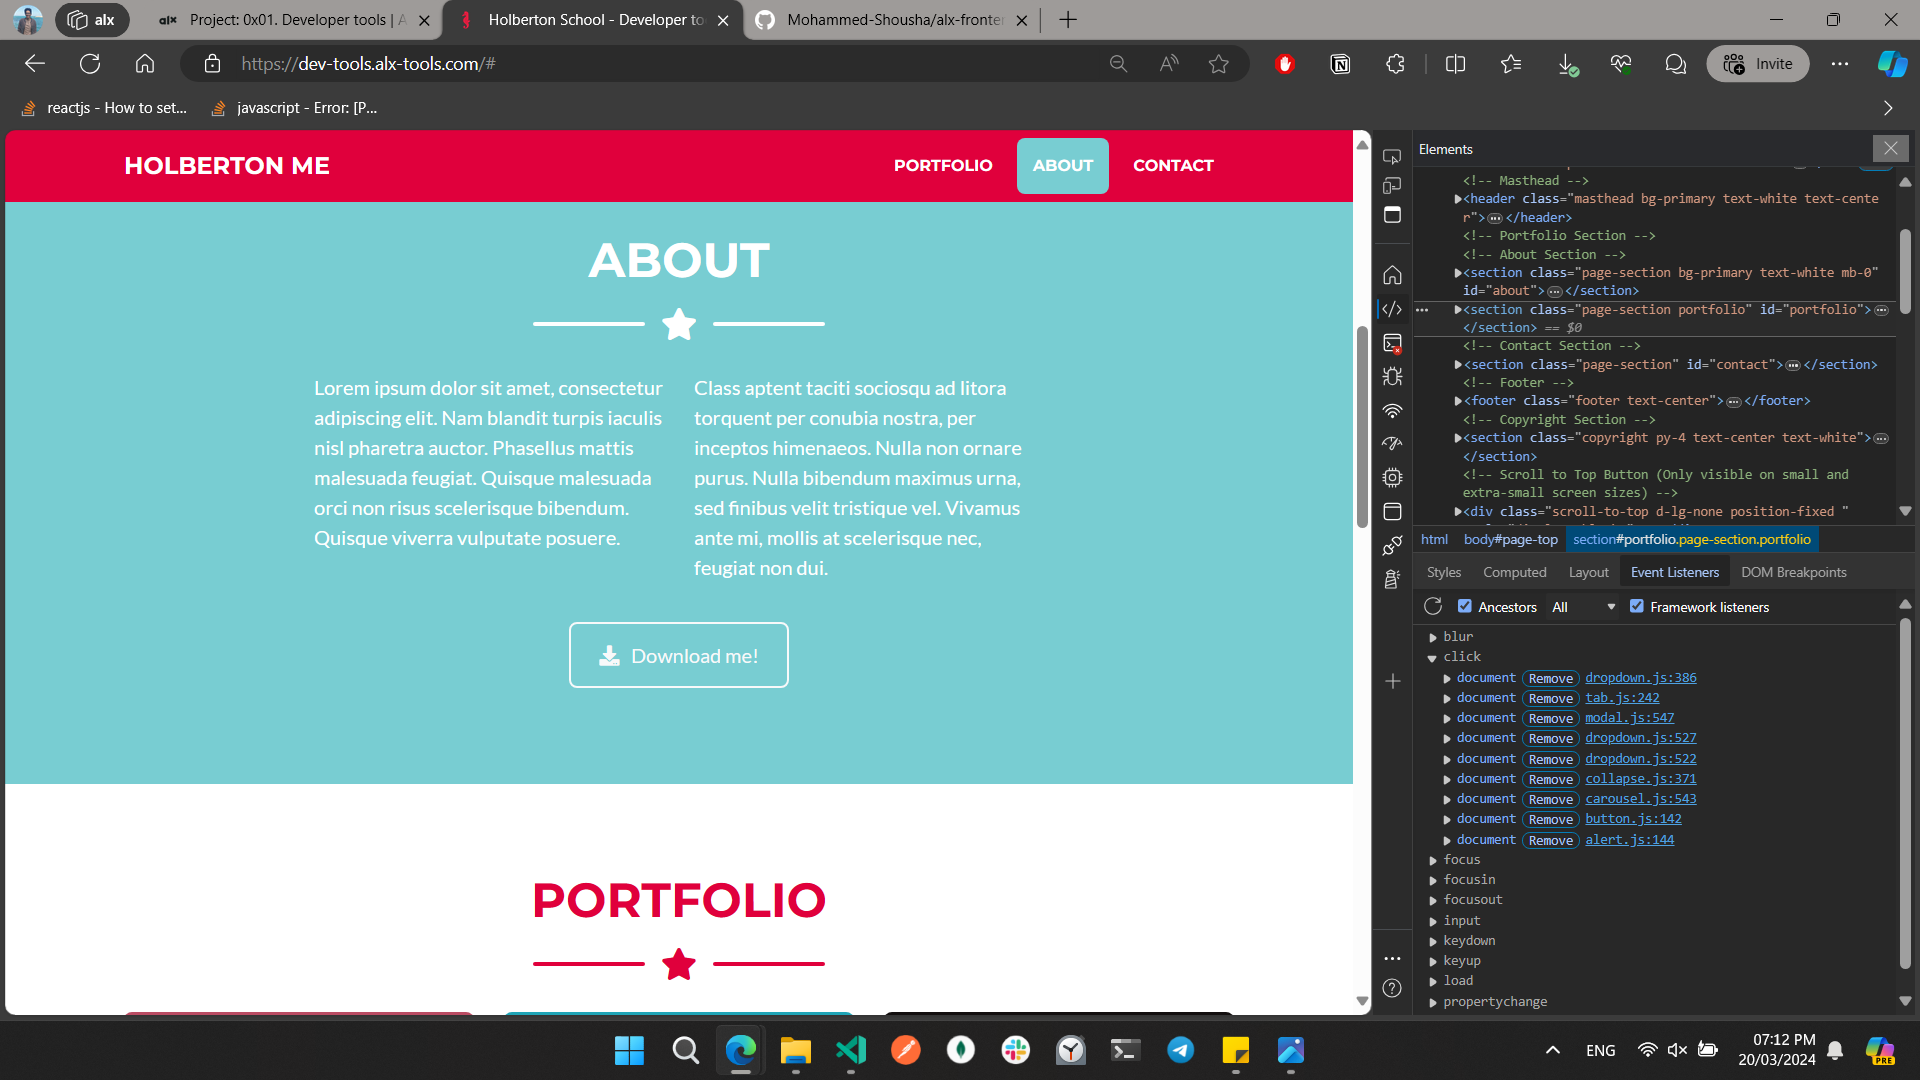 alx
alx Project: 0x01. Developer tools | A
Holberton School - Developer to
Mohammed-Shousha/alx-fronte
https://dev-tools.alx-tools.com/#
Invite
reactjs - How to set...
javascript - Error: [P...
HOLBERTON ME
PORTFOLIO
ABOUT
CONTACT
ABOUT
Lorem ipsum dolor sit amet, consectetur
adipiscing elit. Nam blandit turpis iaculis
nisl pharetra auctor. Phasellus mattis
malesuada feugiat. Quisque malesuada
orci non risus scelerisque bibendum.
Quisque viverra vulputate posuere.
Class aptent taciti sociosqu ad litora
torquent per conubia nostra, per
inceptos himenaeos. Nulla non ornare
purus. Nulla bibendum maximus urna,
sed finibus velit tristique vel. Vivamus
ante mi, mollis at scelerisque nec,
feugiat non dui.
Download me!
PORTFOLIO
Elements
<!-- Masthead -->
<header class="masthead bg-primary text-white text-cente
r">…</header>
<!-- Portfolio Section -->
<!-- About Section -->
<section class="page-section bg-primary text-white mb-0"
id="about">…</section>
<section class="page-section portfolio" id="portfolio">…
</section> == $0
<!-- Contact Section -->
<section class="page-section" id="contact">…</section>
<!-- Footer -->
<footer class="footer text-center">…</footer>
<!-- Copyright Section -->
<section class="copyright py-4 text-center text-white">…
</section>
<!-- Scroll to Top Button (Only visible on small and
extra-small screen sizes) -->
<div class="scroll-to-top d-lg-none position-fixed "
html body#page-top section#portfolio.page-section.portfolio
Styles Computed Layout Event Listeners DOM Breakpoints
Ancestors All Framework listeners
blur
click
document Remove dropdown.js:386
document Remove tab.js:242
document Remove modal.js:547
document Remove dropdown.js:527
document Remove dropdown.js:522
document Remove collapse.js:371
document Remove carousel.js:543
document Remove button.js:142
document Remove alert.js:144
focus
focusin
focusout
input
keydown
keyup
load
propertychange
ENG
07:12 PM
20/03/2024
PRE